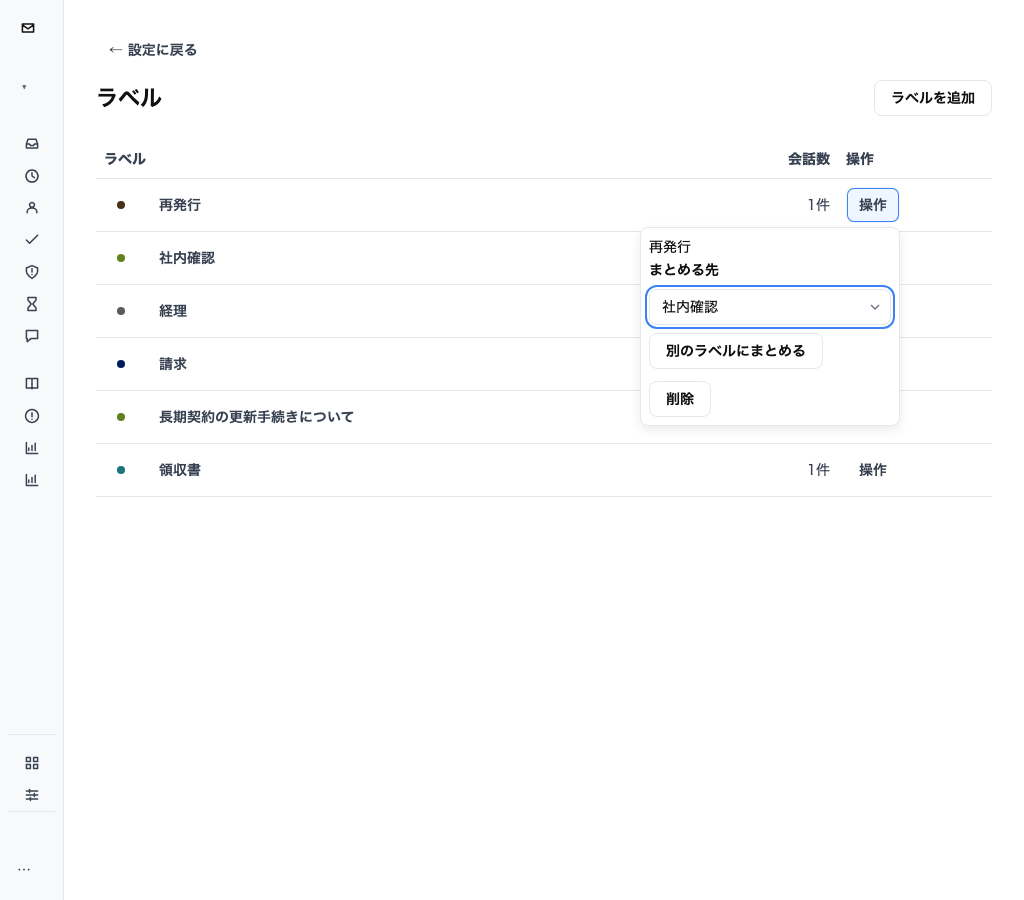 ← 設定に戻る
ラベル
ラベルを追加
ラベル 会話数 操作
再発行 1件 操作
社内確認
経理
請求
長期契約の更新手続きについて
領収書 1件 操作
再発行
まとめる先
社内確認
別のラベルにまとめる
削除